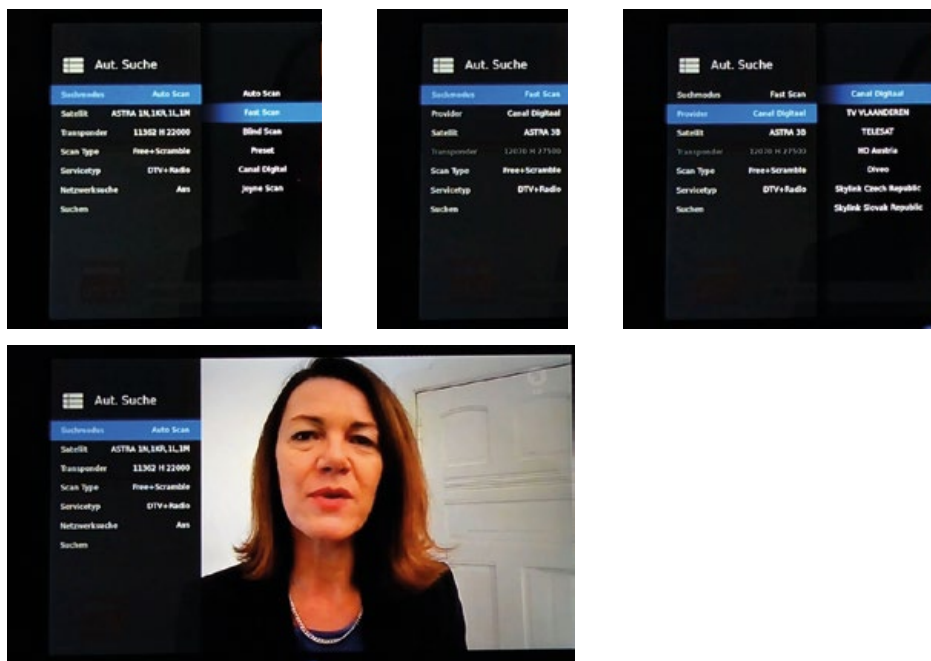 Aut. Suche
Suchmodus Auto Scan
Satellit ASTRA 1N,1KR,1L,1M
Transponder 11362 H 22000
Scan Type Free+Scramble
Servicetyp DTV+Radio
Netzwerksuche Aus
Suchen
Auto Scan
Fast Scan
Blind Scan
Preset
Canal Digital
Joyne Scan
Aut. Suche
Suchmodus Fast Scan
Provider Canal Digitaal
Satellit ASTRA 3B
Transponder 12070 H 27500
Scan Type Free+Scramble
Servicetyp DTV+Radio
Suchen
Aut. Suche
Suchmodus Fast Scan
Provider Canal Digitaal
Satellit ASTRA 3B
Transponder 12070 H 27500
Scan Type Free+Scramble
Servicetyp DTV+Radio
Suchen
Canal Digitaal
TV VLAANDEREN
TELESAT
HD Austria
Diveo
Skylink Czech Republic
Skylink Slovak Republic
Aut. Suche
Suchmodus Auto Scan
Satellit ASTRA 1N,1KR,1L,1M
Transponder 11362 H 22000
Scan Type Free+Scramble
Servicetyp DTV+Radio
Netzwerksuche Aus
Suchen